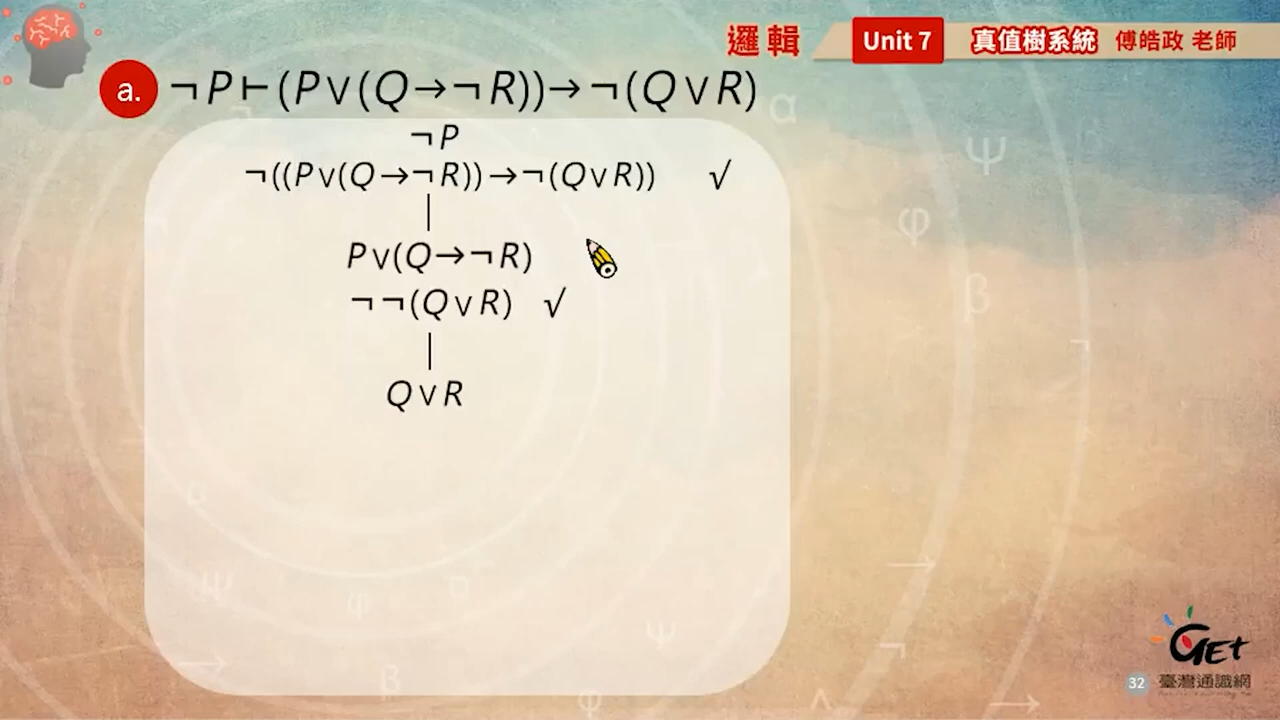 邏輯 Unit 7 真值樹系統 傅皓政 老師
a. ¬P⊢(P∨(Q→¬R))→¬(Q∨R)
¬P
¬((P∨(Q→¬R))→¬(Q∨R)) √
P∨(Q→¬R)
¬¬(Q∨R) √
Q∨R
GET
32 臺灣通識網